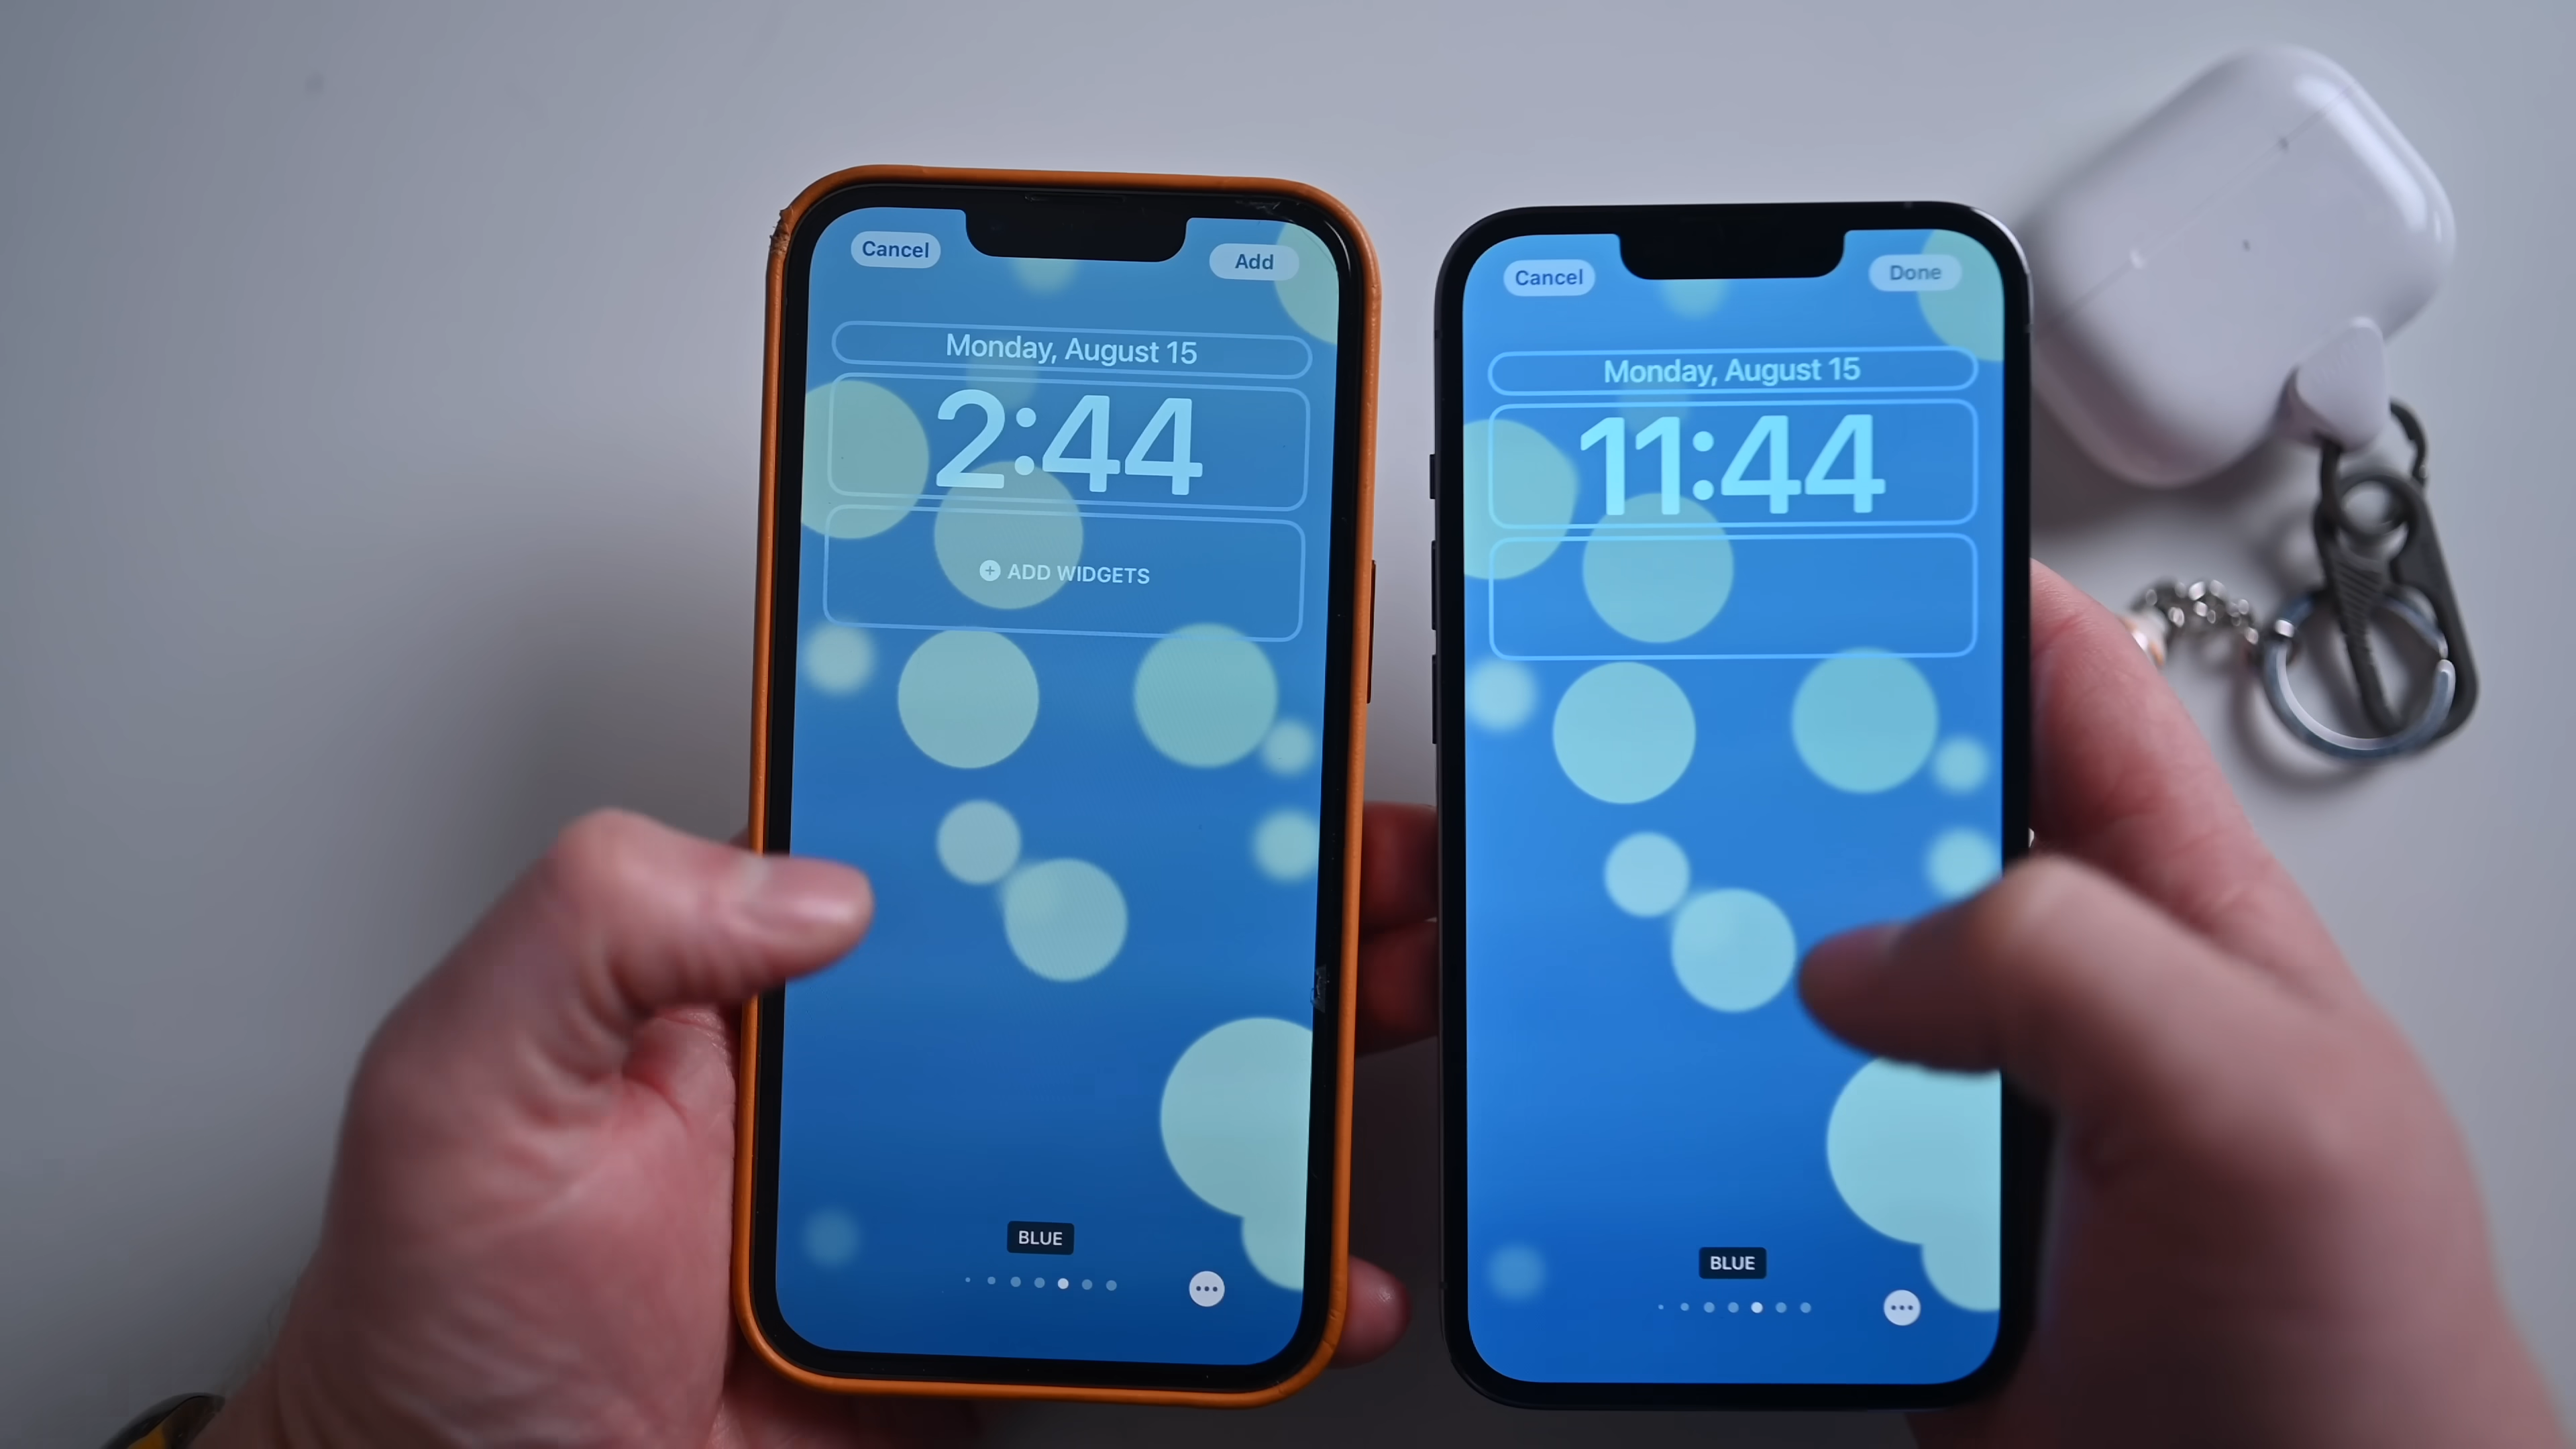 Cancel
Add
Monday, August 15
2:44
ADD WIDGETS
BLUE
Cancel
Done
Monday, August 15
11:44
BLUE